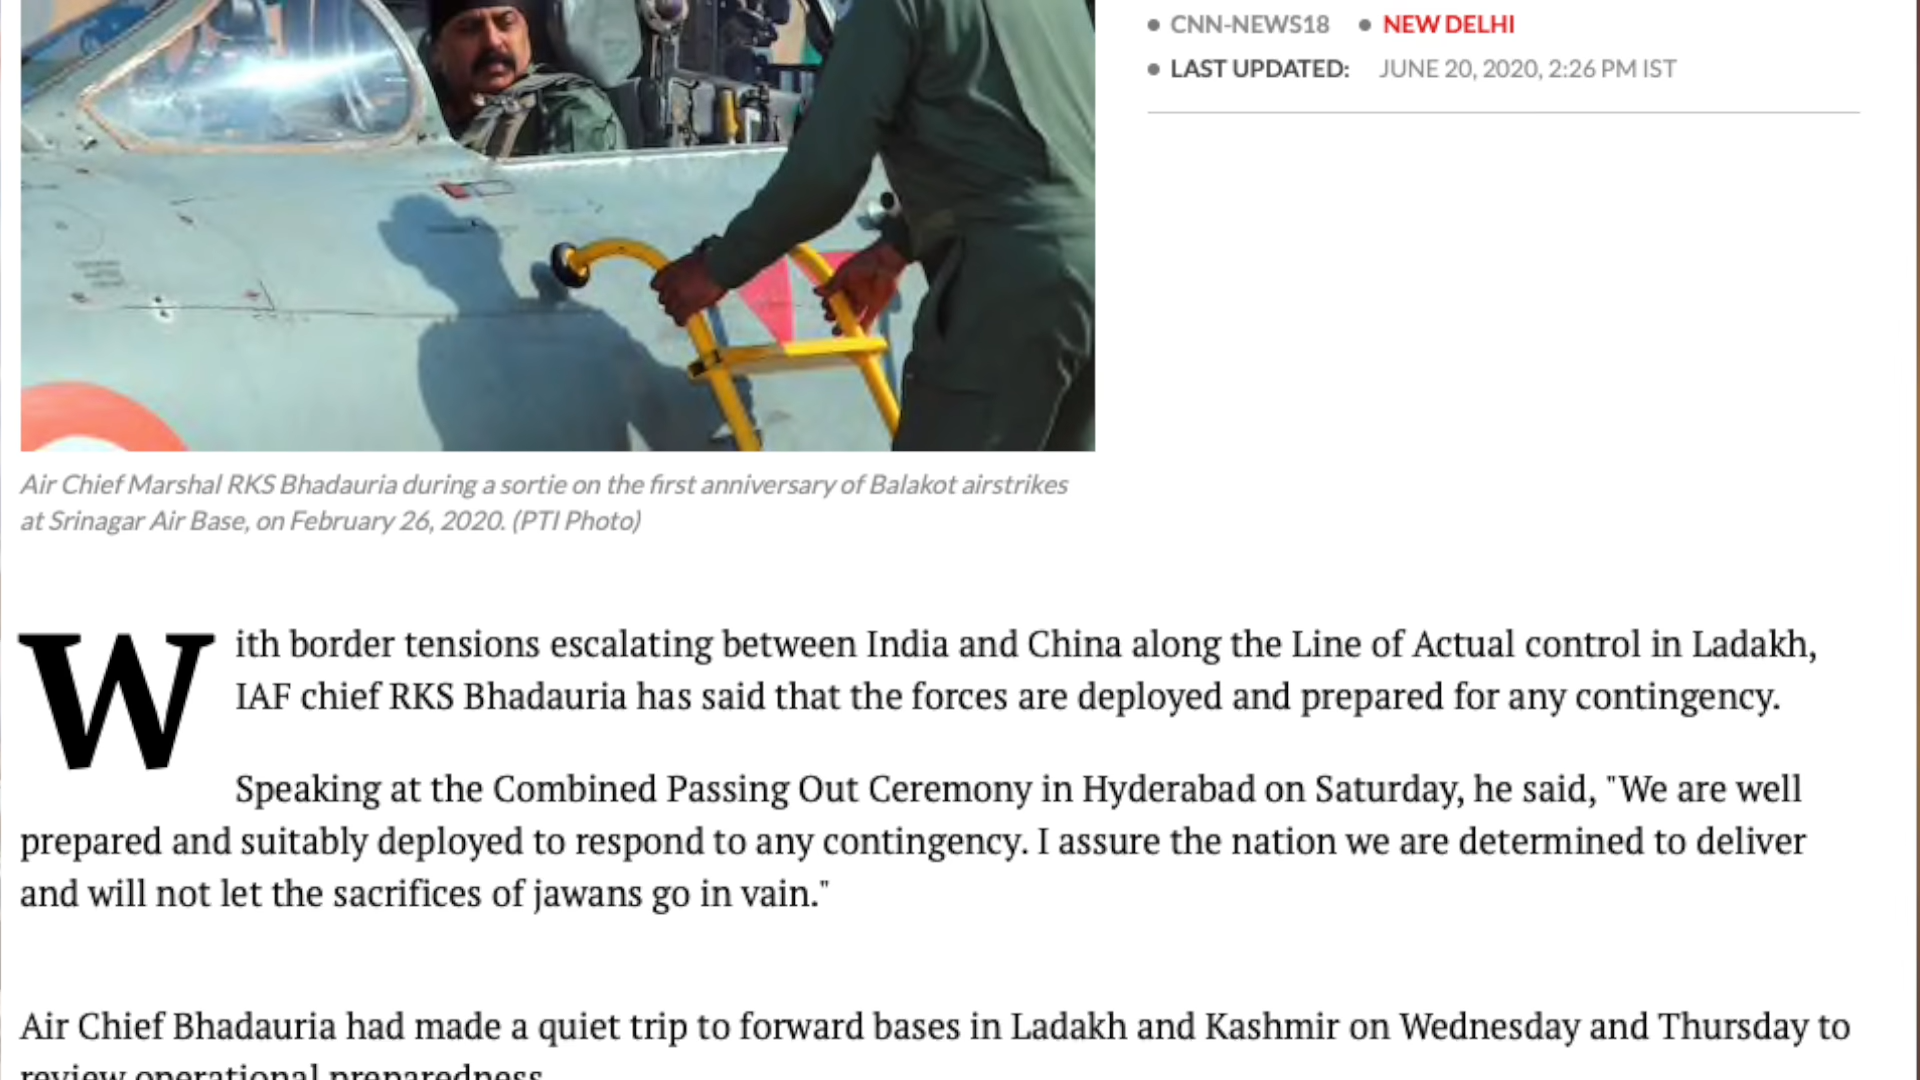 CNN-NEWS18 NEW DELHI
LAST UPDATED: JUNE 20, 2020, 2:26 PM IST
Air Chief Marshal RKS Bhadauria during a sortie on the first anniversary of Balakot airstrikes
at Srinagar Air Base, on February 26, 2020. (PTI Photo)
With border tensions escalating between India and China along the Line of Actual control in Ladakh,
IAF chief RKS Bhadauria has said that the forces are deployed and prepared for any contingency.
Speaking at the Combined Passing Out Ceremony in Hyderabad on Saturday, he said, "We are well
prepared and suitably deployed to respond to any contingency. I assure the nation we are determined to deliver
and will not let the sacrifices of jawans go in vain."
Air Chief Bhadauria had made a quiet trip to forward bases in Ladakh and Kashmir on Wednesday and Thursday to
review operational preparedness.